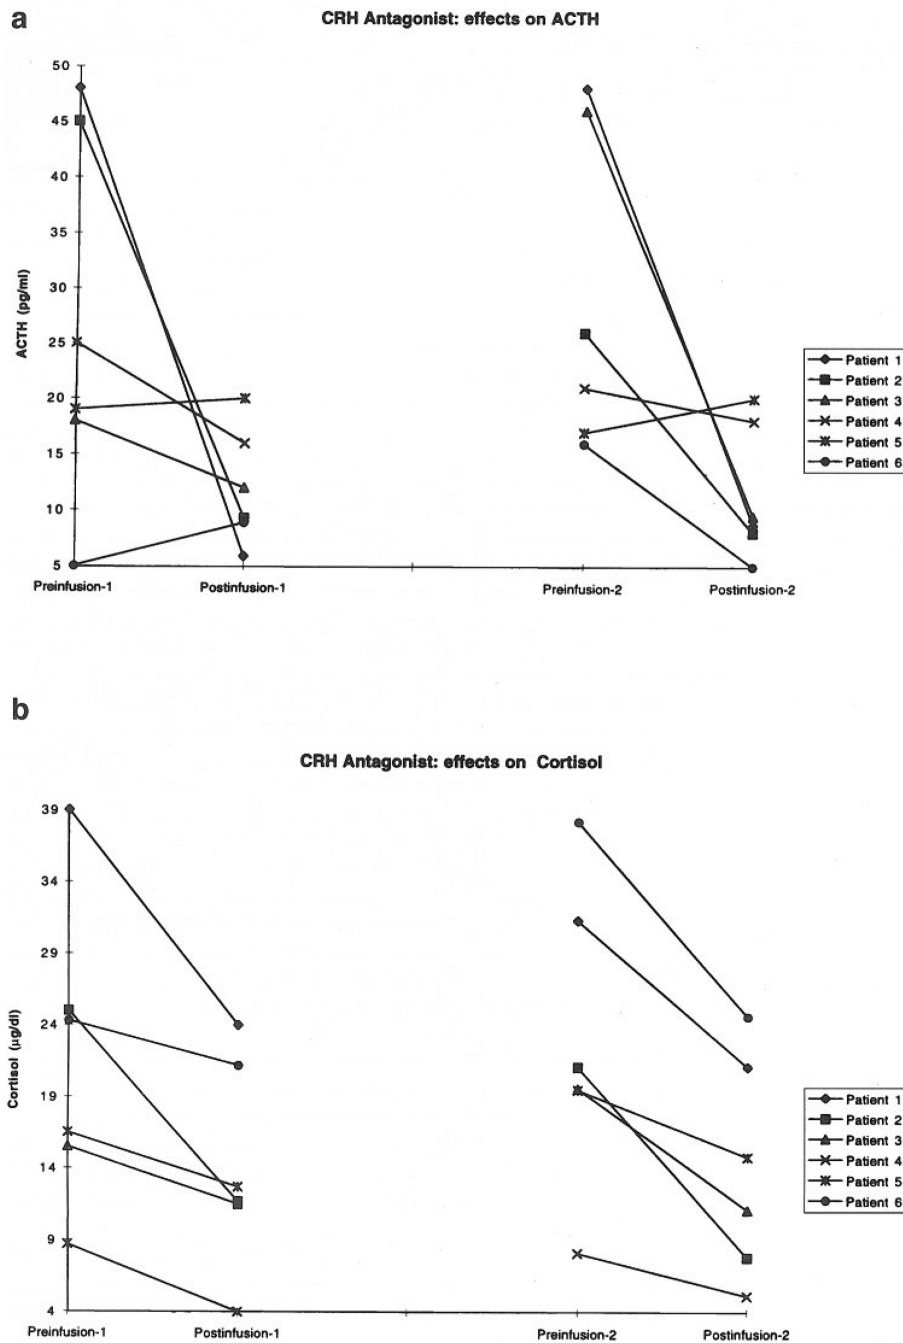 a
CRH Antagonist: effects on ACTH
50
45
40
35
30
25
20
15
10
5
ACTH (pg/ml)
Preinfusion-1
Postinfusion-1
Preinfusion-2
Postinfusion-2
Patient 1
Patient 2
Patient 3
Patient 4
Patient 5
Patient 6
b
CRH Antagonist: effects on Cortisol
39
34
29
24
19
14
9
4
Cortisol (µg/dl)
Preinfusion-1
Postinfusion-1
Preinfusion-2
Postinfusion-2
Patient 1
Patient 2
Patient 3
Patient 4
Patient 5
Patient 6